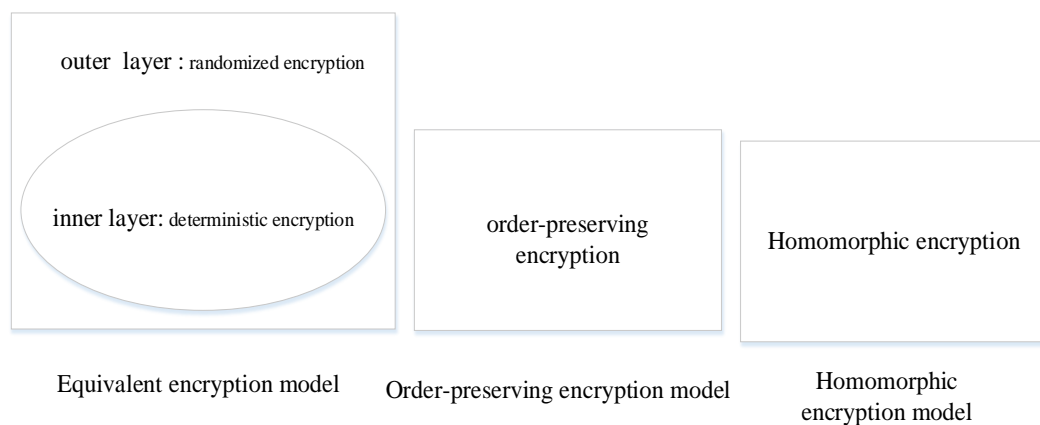 outer layer : randomized encryption
inner layer: deterministic encryption
order-preserving
encryption
Homomorphic encryption
Equivalent encryption model
Order-preserving encryption model
Homomorphic
encryption model